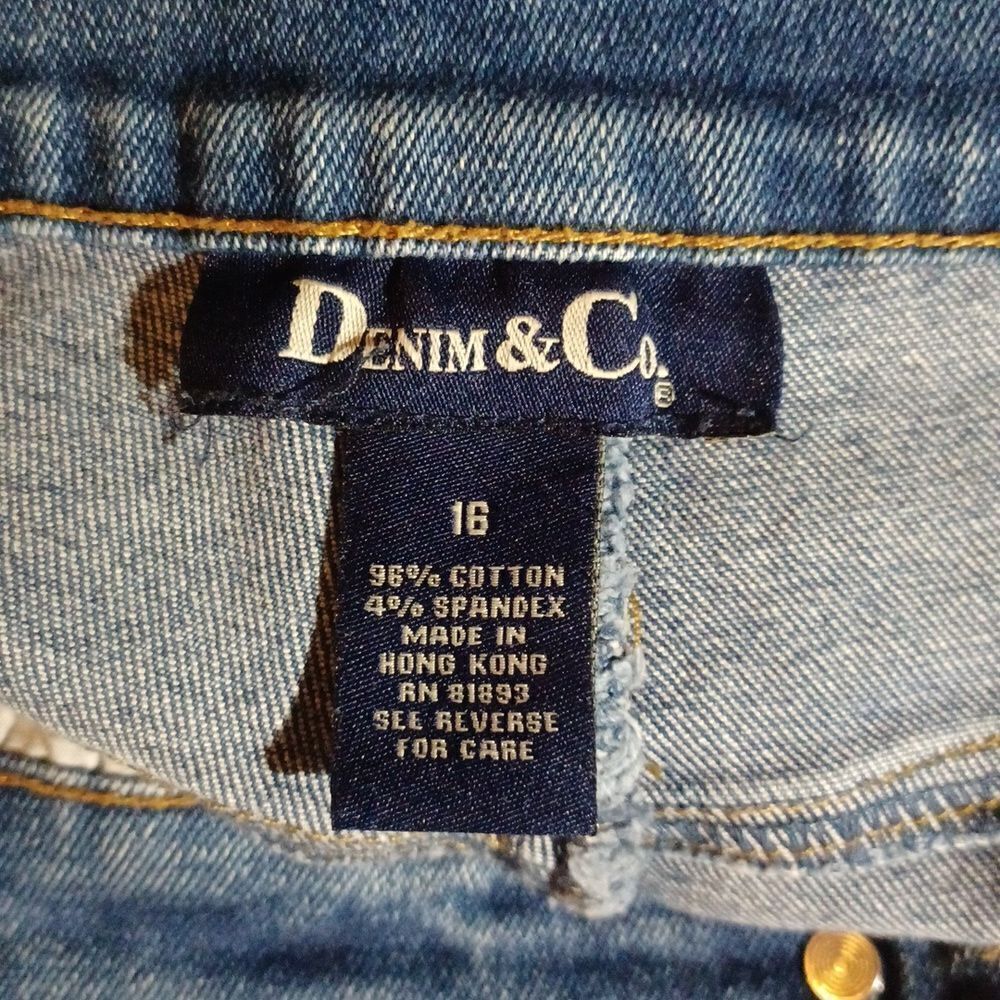 DENIM & CO.®
16
96% COTTON
4% SPANDEX
MADE IN
HONG KONG
RN 81893
SEE REVERSE
FOR CARE